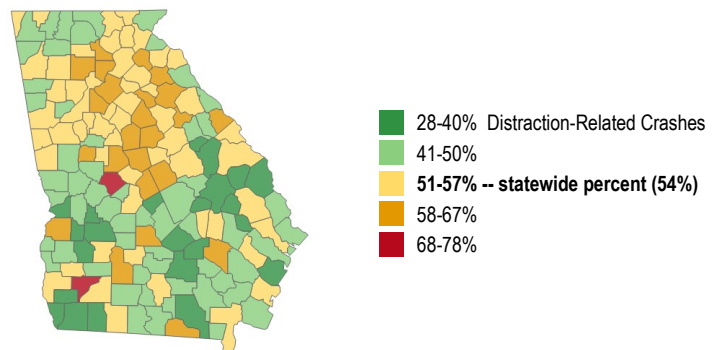 28-40% Distraction-Related Crashes
41-50%
51-57% -- statewide percent (54%)
58-67%
68-78%